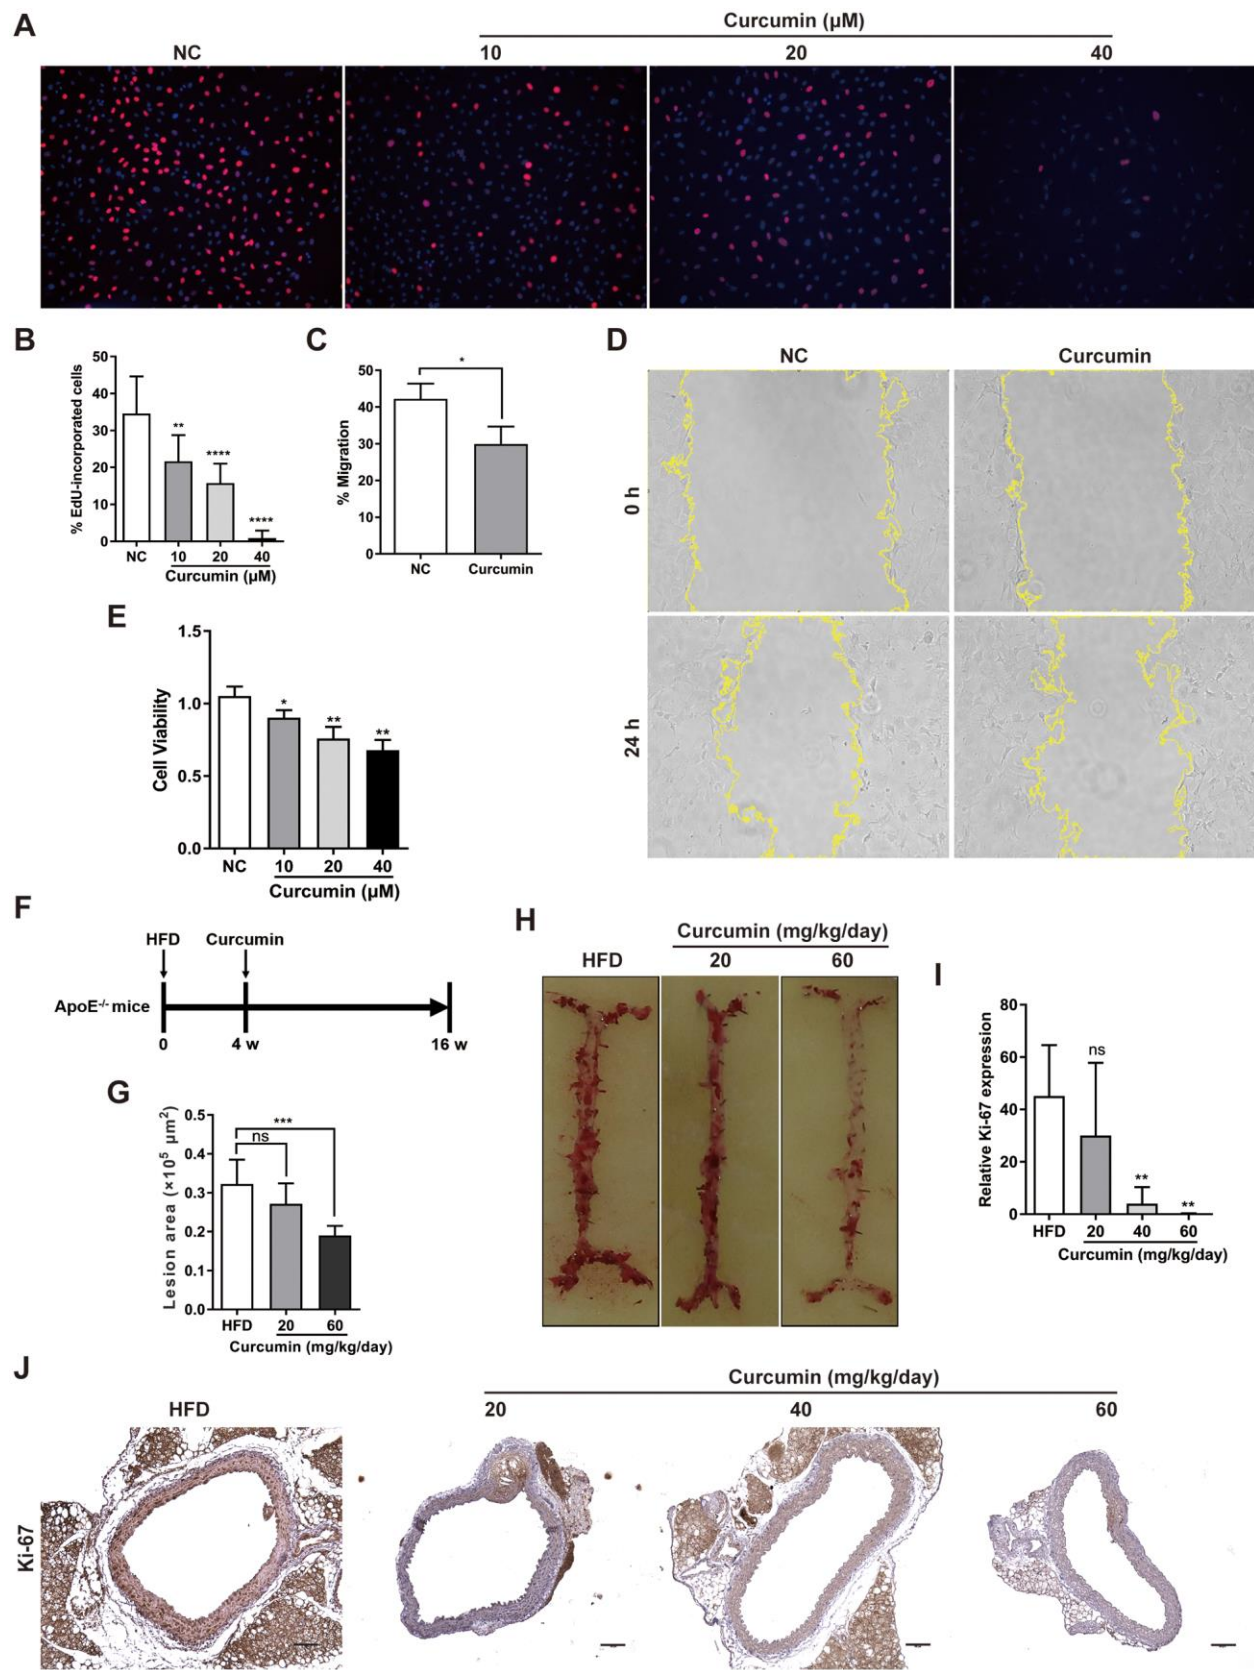 A
Curcumin (µM)
NC 10 20 40
B
% EdU-incorporated cells
50
40
30
20
10
0
** **** ****
NC 10 20 40
Curcumin (µM)
C
% Migration
50
40
30
20
10
0
*
NC Curcumin
D
NC Curcumin
0 h
24 h
E
Cell Viability
1.5
1.0
0.5
0.0
* ** **
NC 10 20 40
Curcumin (µM)
F
HFD Curcumin
ApoE-/- mice
0 4 w 16 w
G
Lesion area (×10⁵ µm²)
0.5
0.4
0.3
0.2
0.1
0.0
***
ns
HFD 20 60
Curcumin (mg/kg/day)
H
Curcumin (mg/kg/day)
HFD 20 60
I
Relative Ki-67 expression
80
60
40
20
0
ns ** **
HFD 20 40 60
Curcumin (mg/kg/day)
J
Curcumin (mg/kg/day)
HFD 20 40 60
Ki-67